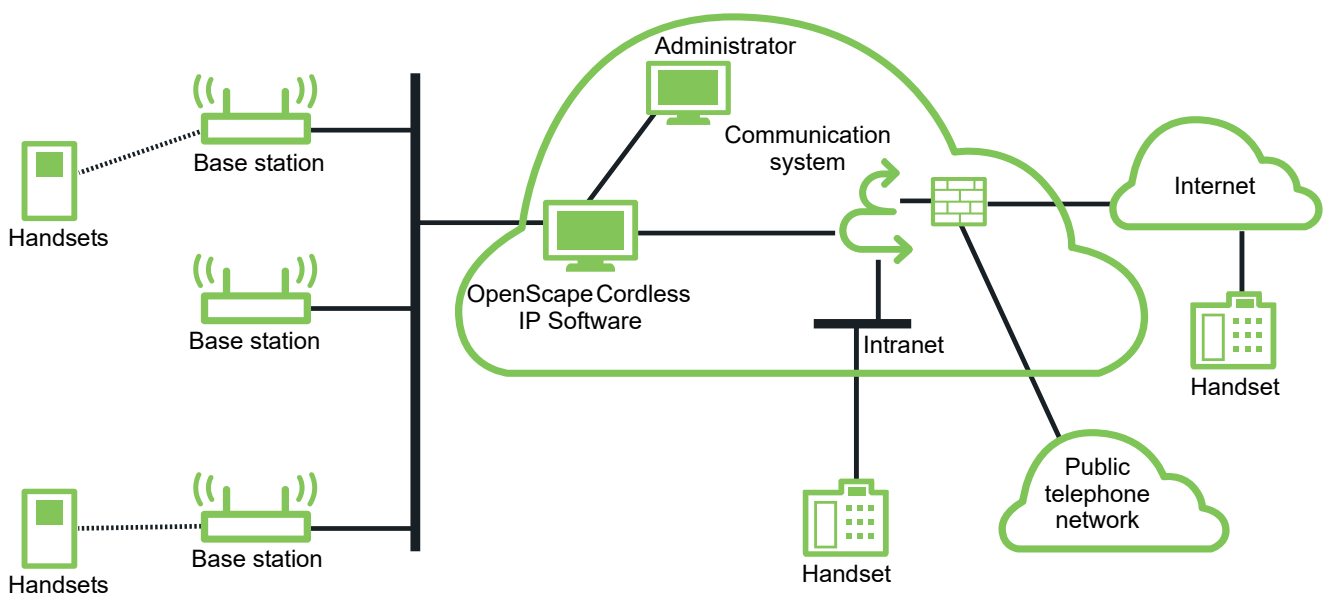 Administrator
Communication
system
Base station
Internet
Handsets
OpenScape Cordless
IP Software
Base station
Intranet
Handset
Public
telephone
network
Base station
Handset
Handsets